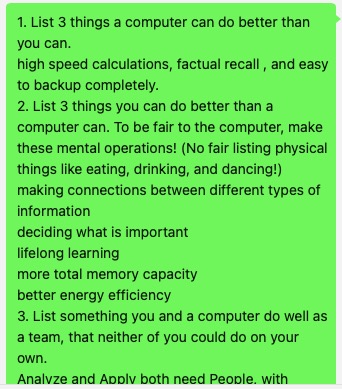 1. List 3 things a computer can do better than
you can.
high speed calculations, factual recall , and easy
to backup completely.
2. List 3 things you can do better than a
computer can. To be fair to the computer, make
these mental operations! (No fair listing physical
things like eating, drinking, and dancing!)
making connections between different types of
information
deciding what is important
lifelong learning
more total memory capacity
better energy efficiency
3. List something you and a computer do well as
a team, that neither of you could do on your
own.
Analyze and Apply both need People, with